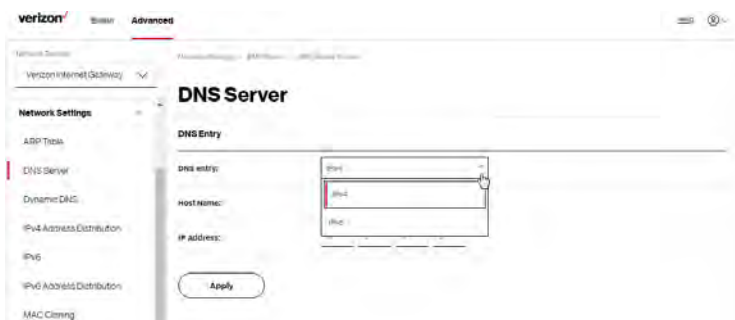 verizon✓ Basic Advanced
Verizon Internet Gateway
Network Settings
DNS Server
DNS Entry
ARP Table
DNS entry:
IPv4
DNS Server
IPv4
Dynamic DNS
Host Name:
IPv6
IPv4 Address Distribution
IP Address:
IPv6
Apply
IPv6 Address Distribution
MAC Cloning